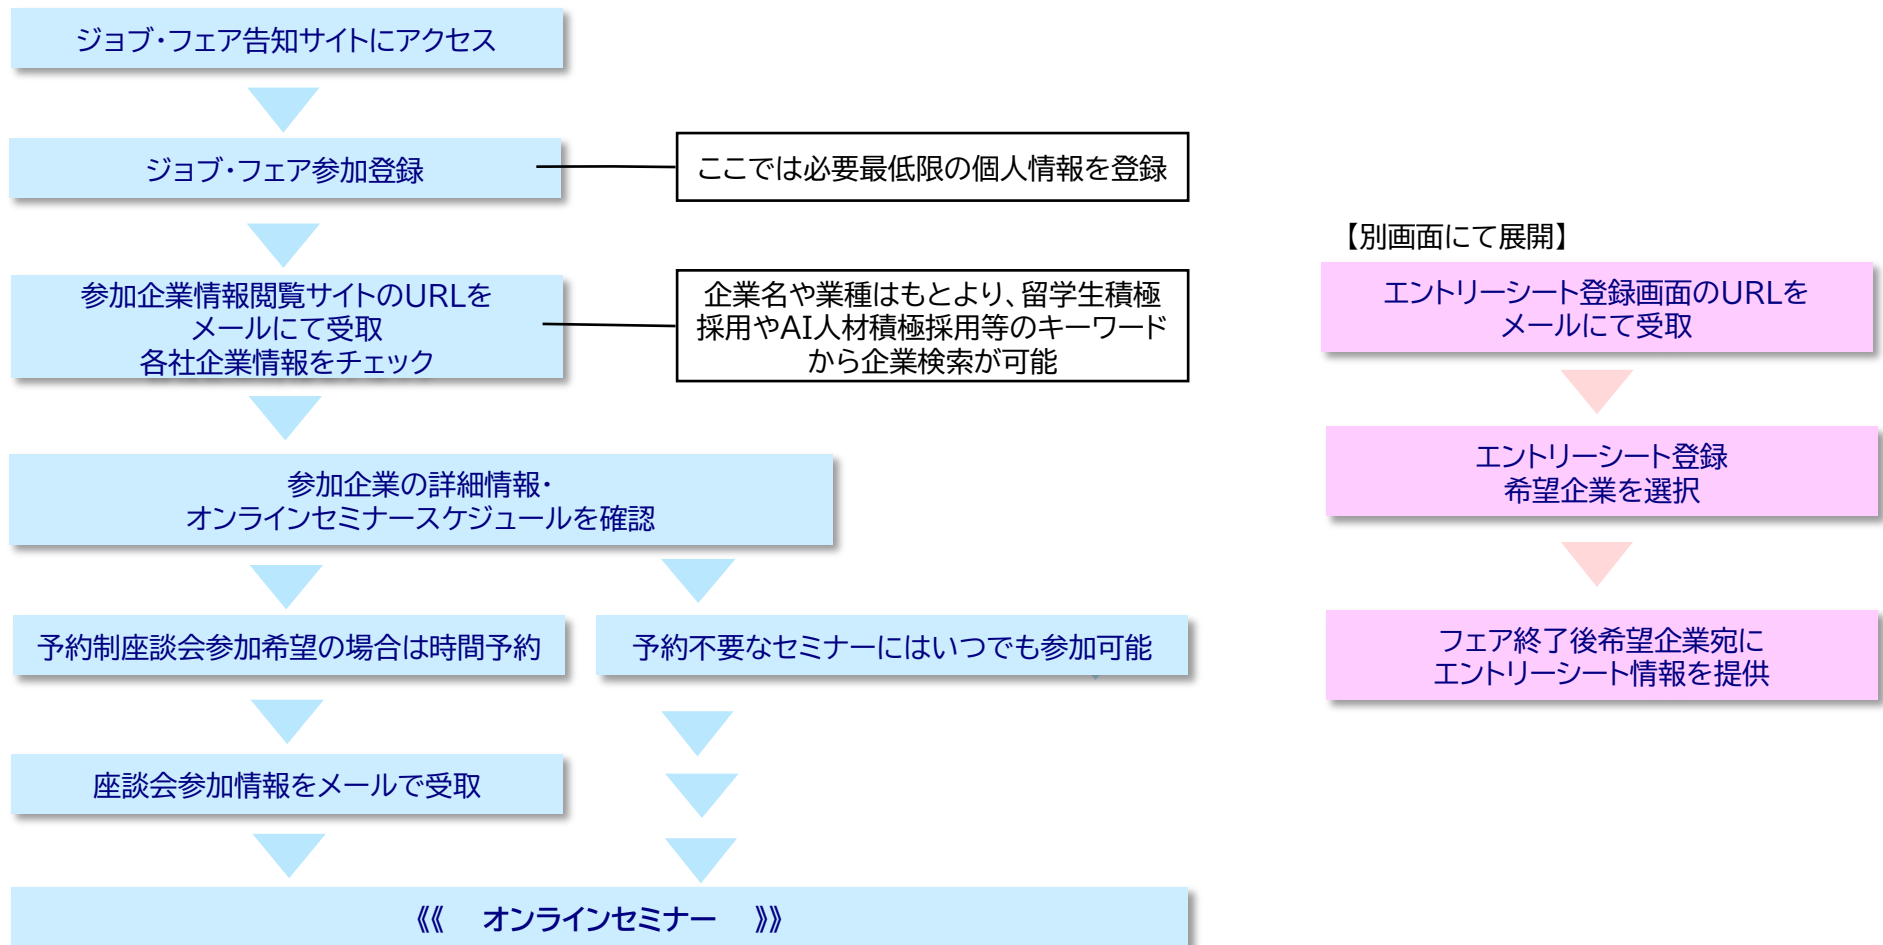 ジョブ・フェア告知サイトにアクセス
ジョブ・フェア参加登録
ここでは必要最低限の個人情報を登録
参加企業情報閲覧サイトのURLを
メールにて受取
各社企業情報をチェック
企業名や業種はもとより、留学生積極
採用やAI人材積極採用等のキーワード
から企業検索が可能
参加企業の詳細情報・
オンラインセミナースケジュールを確認
予約制座談会参加希望の場合は時間予約
予約不要なセミナーにはいつでも参加可能
座談会参加情報をメールで受取
《《　オンラインセミナー　》》
【別画面にて展開】
エントリーシート登録画面のURLを
メールにて受取
エントリーシート登録
希望企業を選択
フェア終了後希望企業宛に
エントリーシート情報を提供